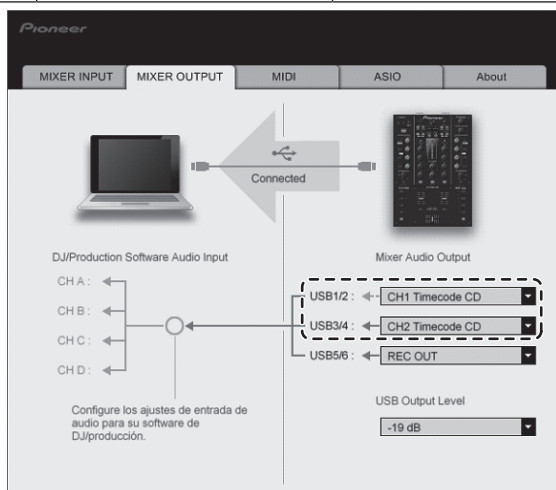 Pioneer
MIXER INPUT MIXER OUTPUT MIDI ASIO About
Connected
DJ/Production Software Audio Input
Mixer Audio Output
CH A :
CH B :
CH C :
CH D :
USB1/2 : CH1 Timecode CD
USB3/4 : CH2 Timecode CD
USB5/6 : REC OUT
Configure los ajustes de entrada de
audio para su software de
DJ/producción.
USB Output Level
-19 dB